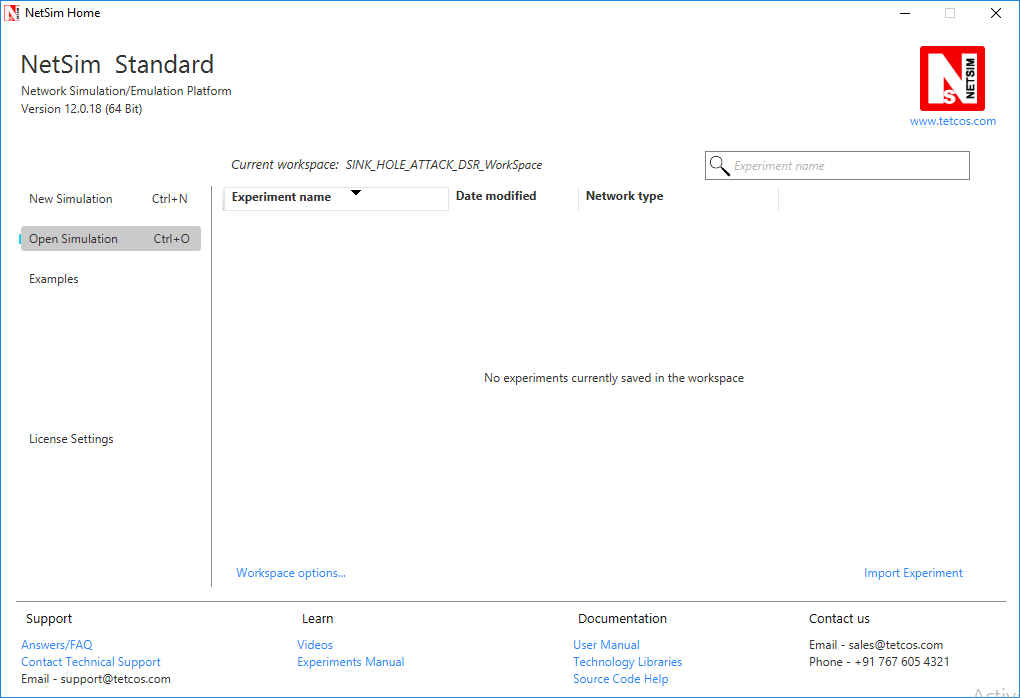 NetSim Home
NetSim Standard
Network Simulation/Emulation Platform
Version 12.0.18 (64 Bit)
NS NETSIM
www.tetcos.com
Current workspace: SINK_HOLE_ATTACK_DSR_WorkSpace
Experiment name
New Simulation Ctrl+N
Experiment name Date modified Network type
Open Simulation Ctrl+O
Examples
No experiments currently saved in the workspace
License Settings
Workspace options... Import Experiment
Support Learn Documentation Contact us
Answers/FAQ Videos User Manual Email - sales@tetcos.com
Contact Technical Support Experiments Manual Technology Libraries Phone - +91 767 605 4321
Email - support@tetcos.com Source Code Help